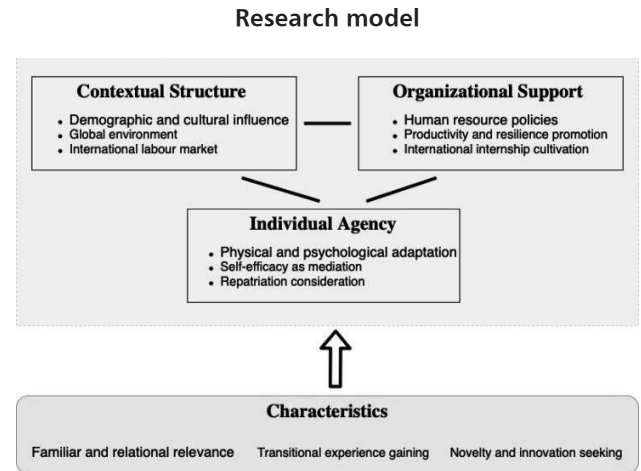 Research model
Contextual Structure
• Demographic and cultural influence
• Global environment
• International labour market
Organizational Support
• Human resource policies
• Productivity and resilience promotion
• International internship cultivation
Individual Agency
• Physical and psychological adaptation
• Self-efficacy as mediation
• Repatriation consideration
Characteristics
Familiar and relational relevance
Transitional experience gaining
Novelty and innovation seeking